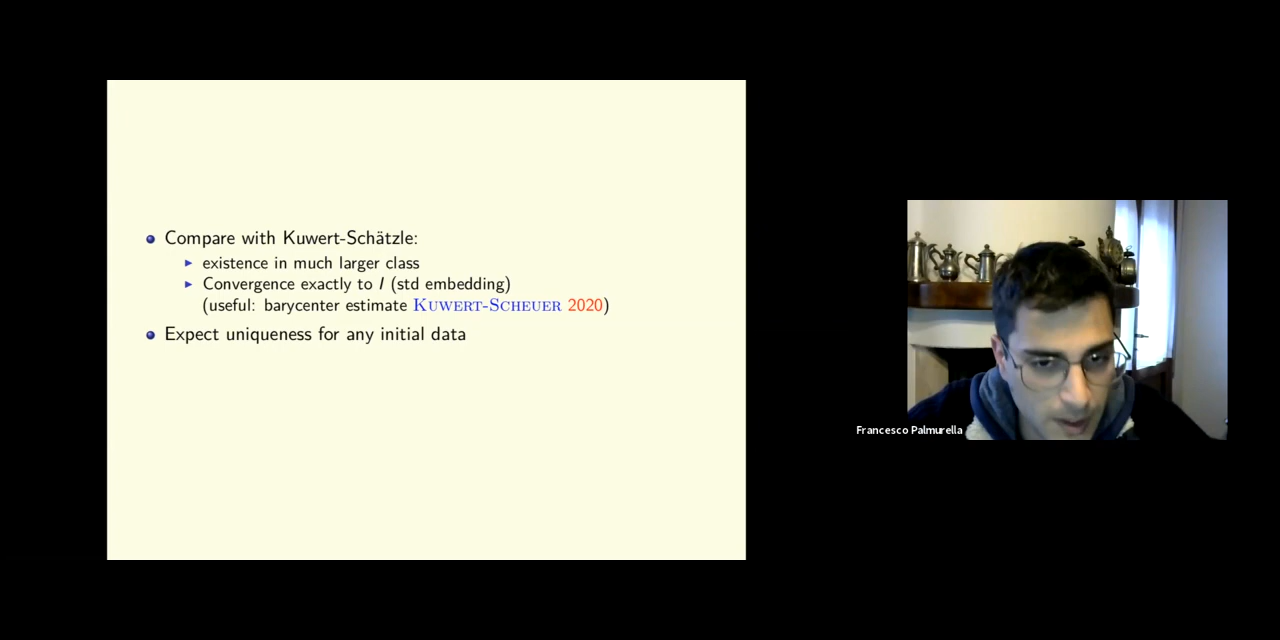 Compare with Kuwert-Schätzle:
existence in much larger class
Convergence exactly to I (std embedding)
(useful: barycenter estimate KUWERT-SCHEUER 2020)
Expect uniqueness for any initial data
Francesco Palmurella